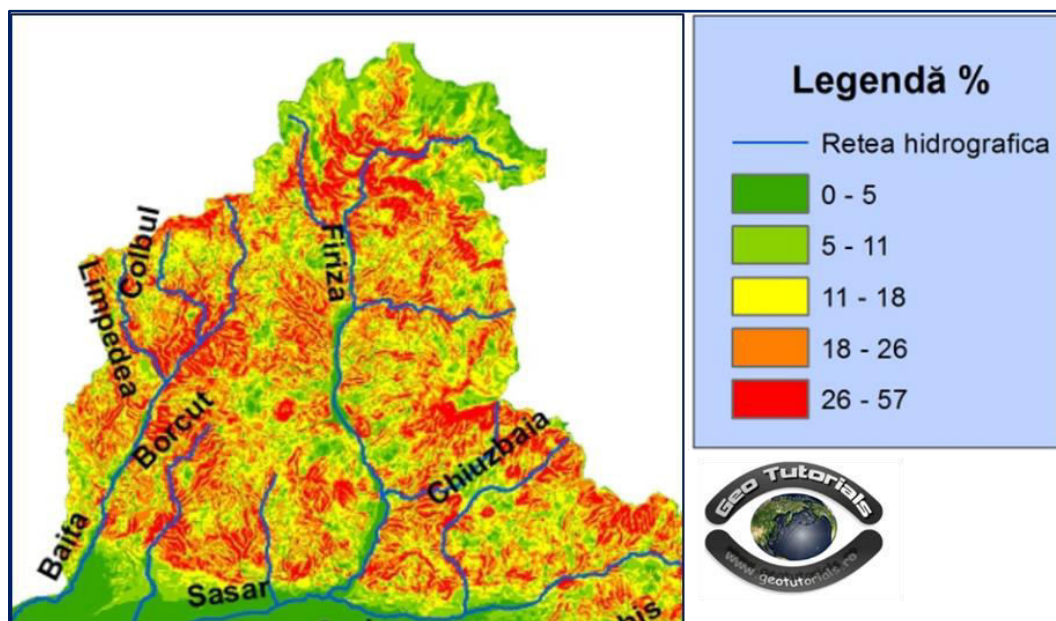 Colbul
Limpedea
Firiza
Borcut
Chiuzbaia
Baita
Sasar
his
Legendă %
Retea hidrografica
0 - 5
5 - 11
11 - 18
18 - 26
26 - 57
Geo Tutorials
www.geotutorials.ro